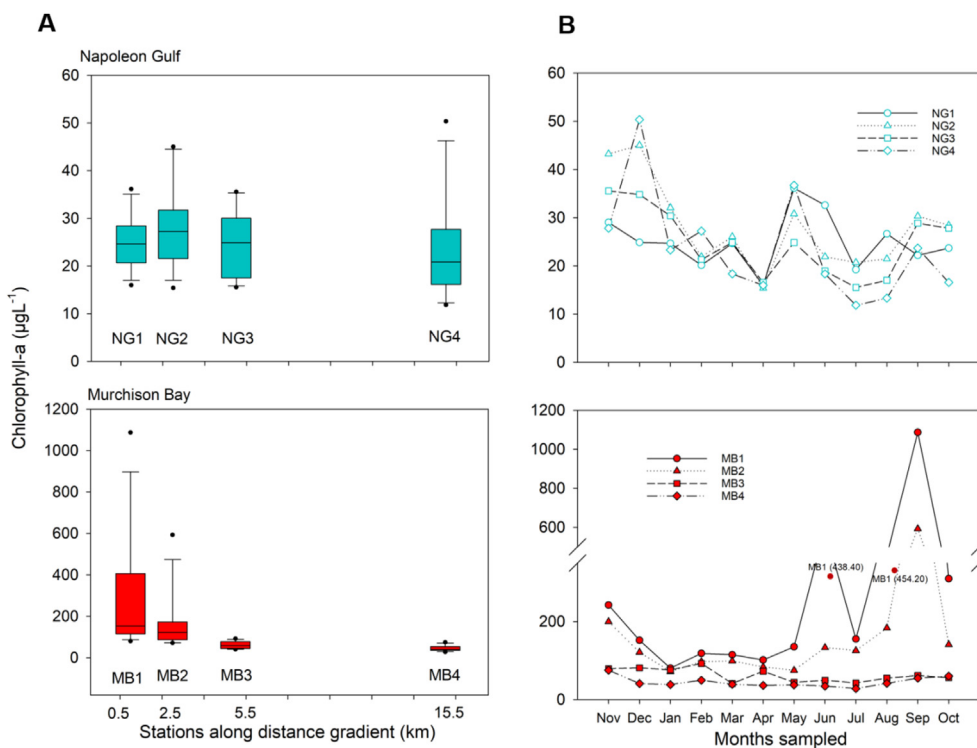 A
B
Napoleon Gulf
60
50
40
30
20
10
0
NG1
NG2
NG3
NG4
Murchison Bay
1200
1000
800
600
400
200
0
MB1
MB2
MB3
MB4
0.5
2.5
5.5
15.5
Stations along distance gradient (km)
Chlorophyll-a (µgL⁻¹)
60
50
40
30
20
10
0
NG1
NG2
NG3
NG4
1200
1000
800
600
200
0
MB1
MB2
MB3
MB4
MB1 (438.40)
MB1 (454.20)
Nov Dec Jan Feb Mar Apr May Jun Jul Aug Sep Oct
Months sampled